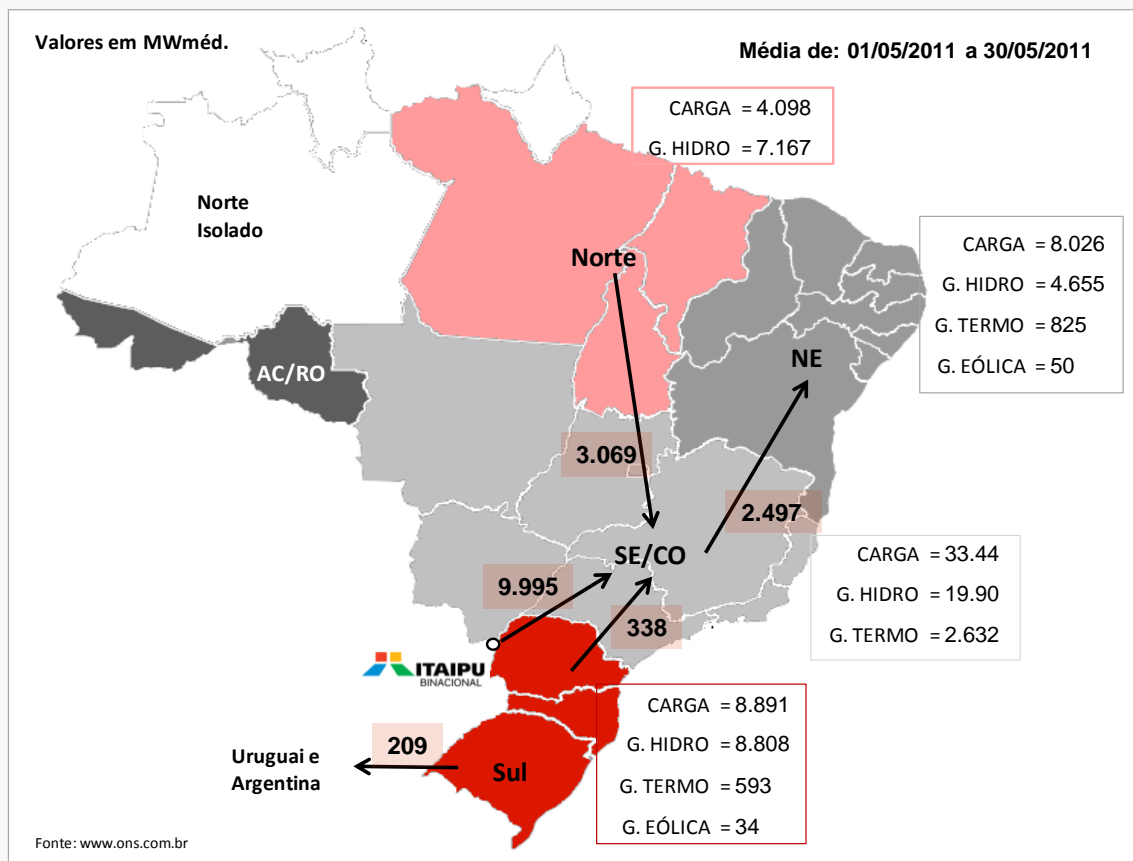 Valores em MWméd.
Média de: 01/05/2011 a 30/05/2011
CARGA = 4.098
G. HIDRO = 7.167
Norte
Isolado
Norte
CARGA = 8.026
G. HIDRO = 4.655
G. TERMO = 825
G. EÓLICA = 50
AC/RO
NE
3.069
2.497
SE/CO
CARGA = 33.44
G. HIDRO = 19.90
G. TERMO = 2.632
9.995
338
ITAIPU
BINACIONAL
CARGA = 8.891
G. HIDRO = 8.808
G. TERMO = 593
G. EÓLICA = 34
209
Uruguai e
Argentina
Sul
Fonte: www.ons.com.br